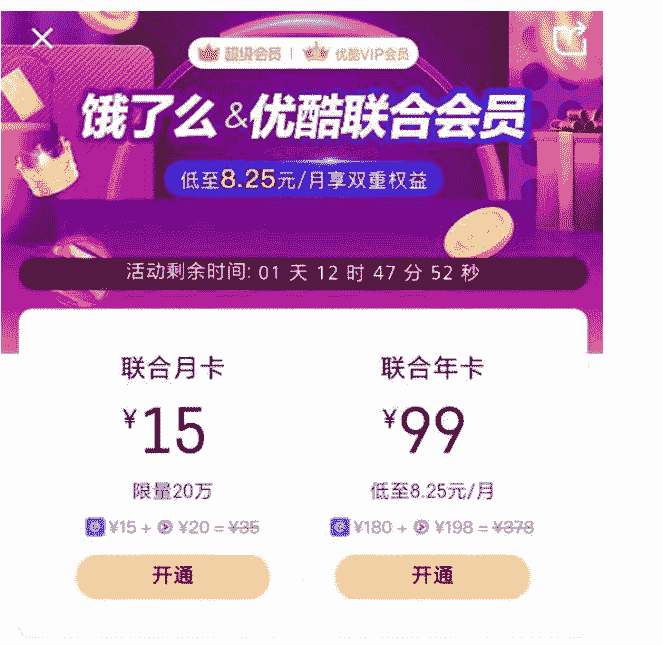 超级会员 | 优酷VIP会员
饿了么&优酷联合会员
低至8.25元/月享双重权益
活动剩余时间: 01 天 12 时 47 分 52 秒
联合月卡
联合年卡
¥15
¥99
限量20万
低至8.25元/月
¥15 + ¥20 = ¥35
¥180 + ¥198 = ¥378
开通
开通